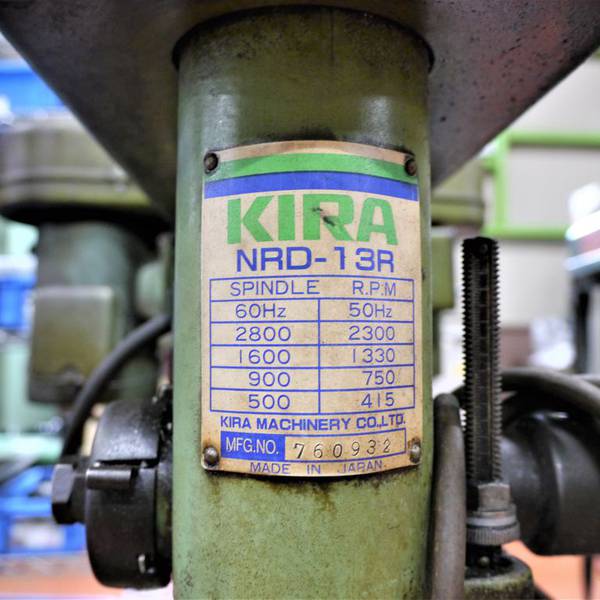 KIRA
NRD-13R
SPINDLE R.P.M
60Hz 50Hz
2800 2300
1600 1330
900 750
500 415
KIRA MACHINERY CO.,LTD.
MFG.NO. 760932
MADE IN JAPAN